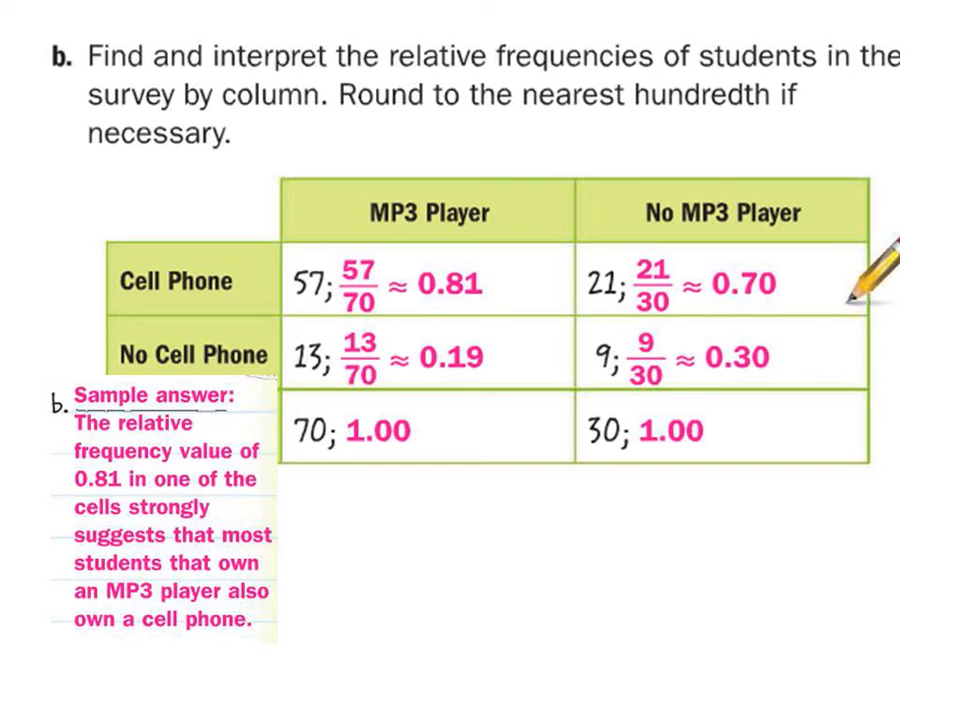 b. Find and interpret the relative frequencies of students in the
survey by column. Round to the nearest hundredth if
necessary.
MP3 Player No MP3 Player
Cell Phone 57; 57/70 ≈ 0.81 21; 21/30 ≈ 0.70
No Cell Phone 13; 13/70 ≈ 0.19 9; 9/30 ≈ 0.30
70; 1.00 30; 1.00
b. Sample answer:
The relative
frequency value of
0.81 in one of the
cells strongly
suggests that most
students that own
an MP3 player also
own a cell phone.